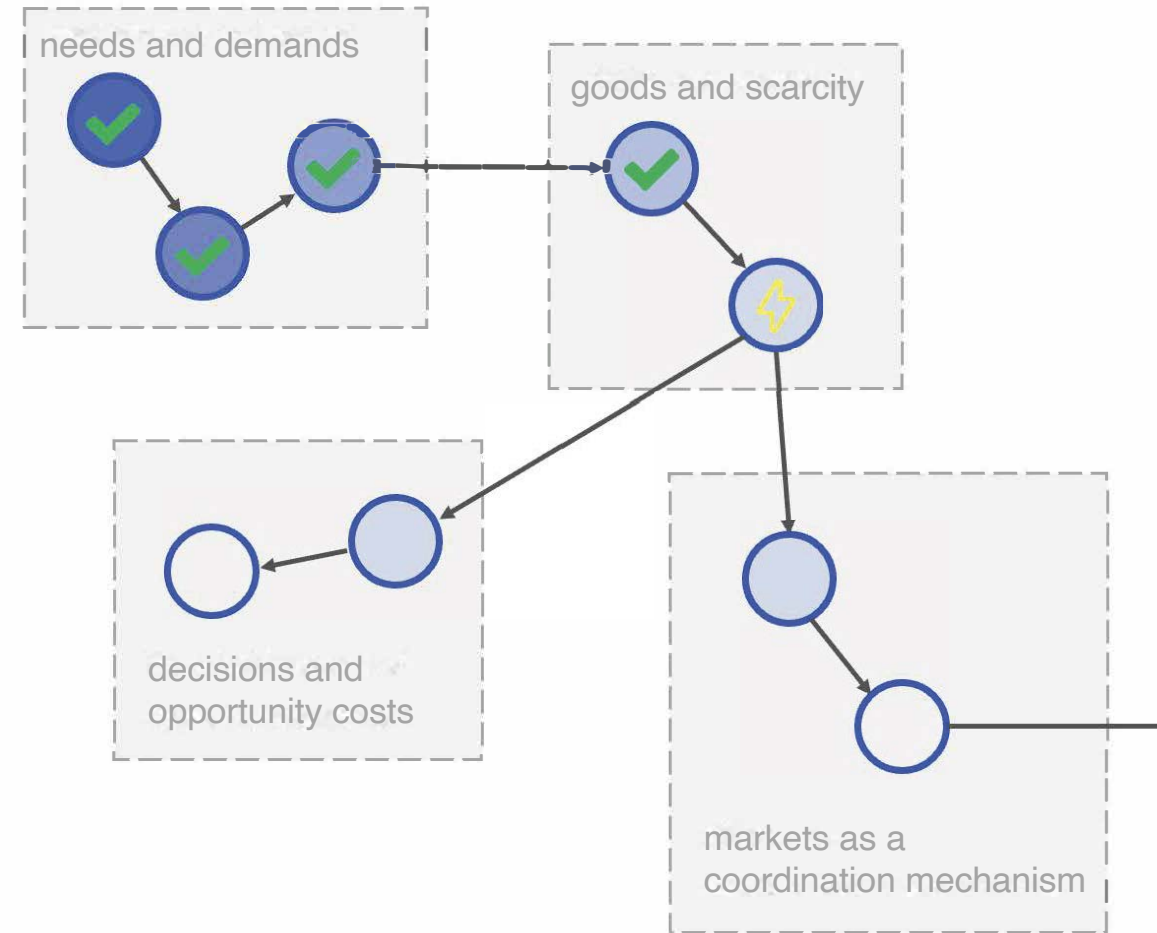 needs and demands
goods and scarcity
decisions and
opportunity costs
markets as a
coordination mechanism